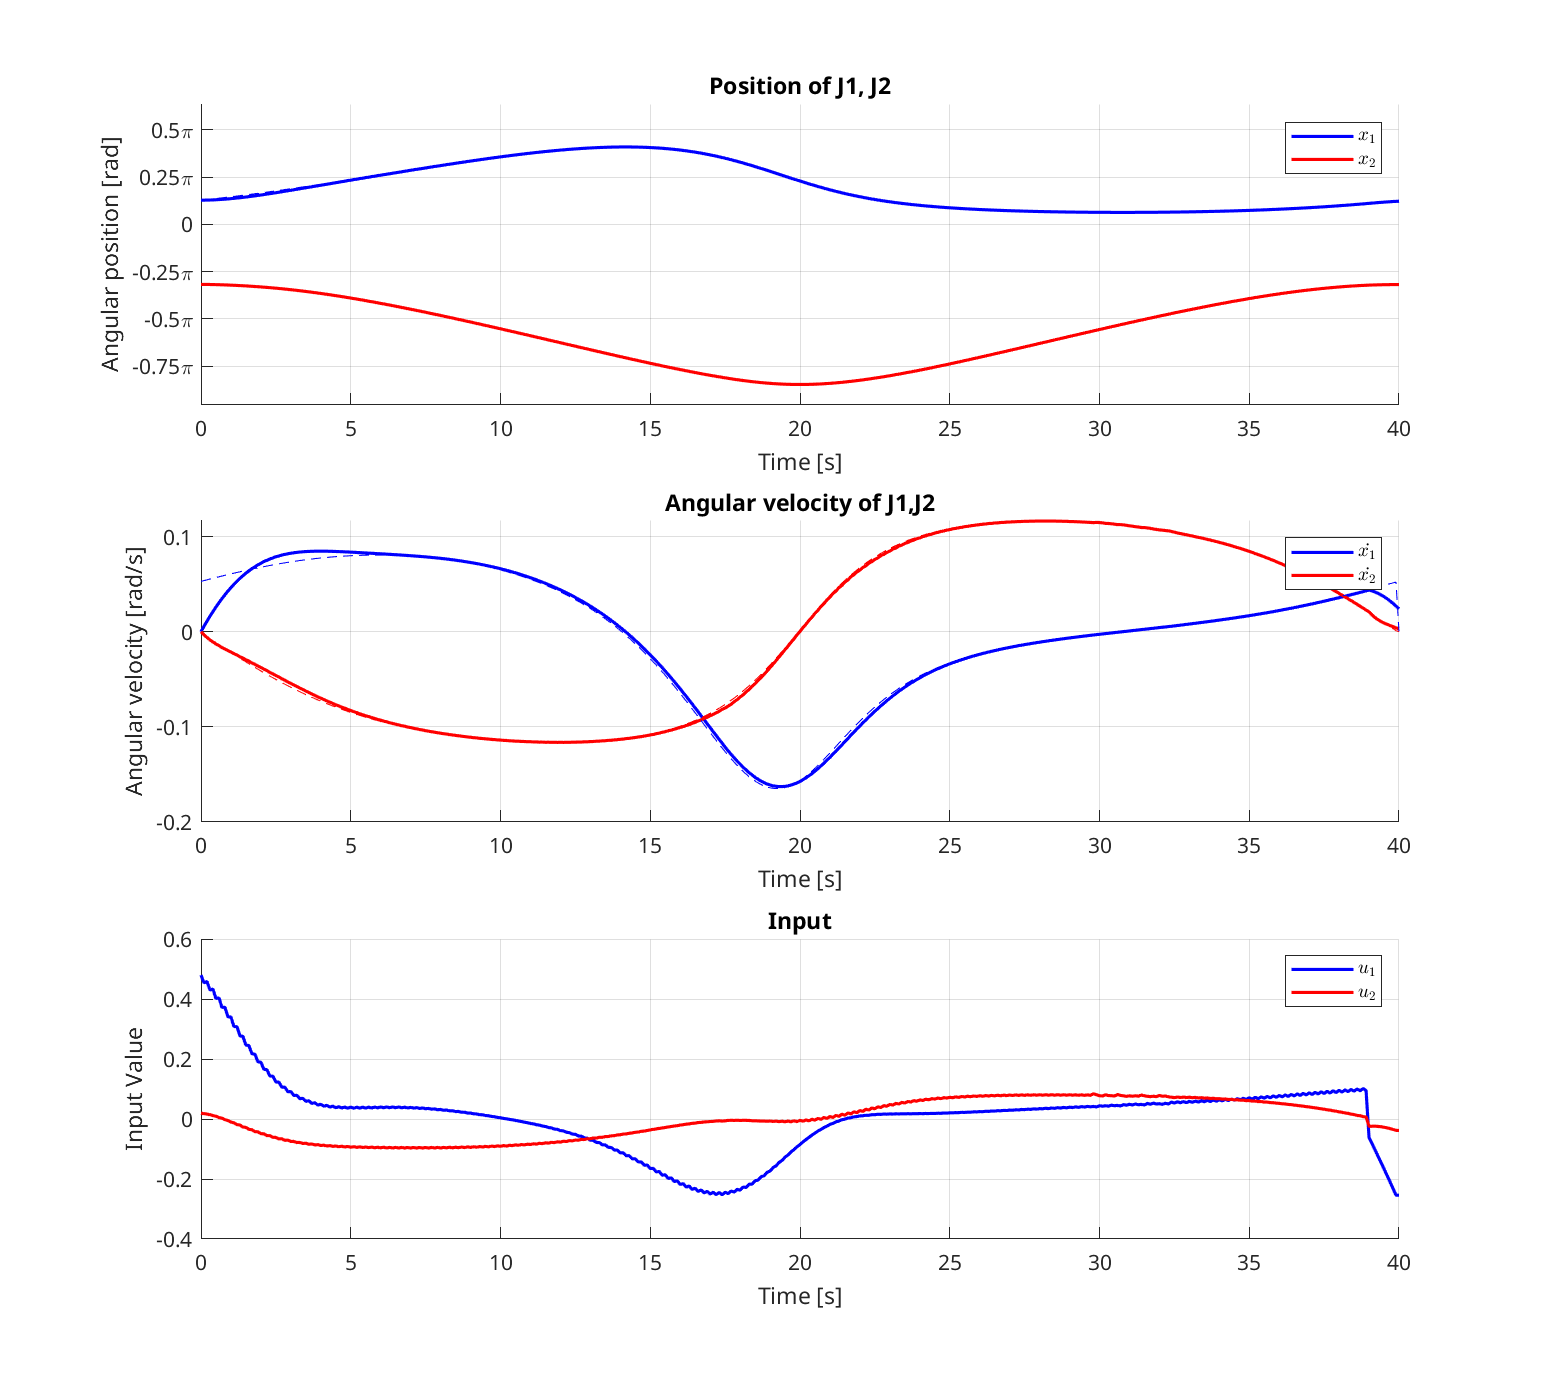 Position of J1, J2
Angular position [rad]
0.5π
0.25π
0
-0.25π
-0.5π
-0.75π
x₁
x₂
0 5 10 15 20 25 30 35 40
Time [s]
Angular velocity of J1,J2
Angular velocity [rad/s]
0.1
0
-0.1
-0.2
ẋ₁
ẋ₂
0 5 10 15 20 25 30 35 40
Time [s]
Input
Input Value
0.6
0.4
0.2
0
-0.2
-0.4
u₁
u₂
0 5 10 15 20 25 30 35 40
Time [s]